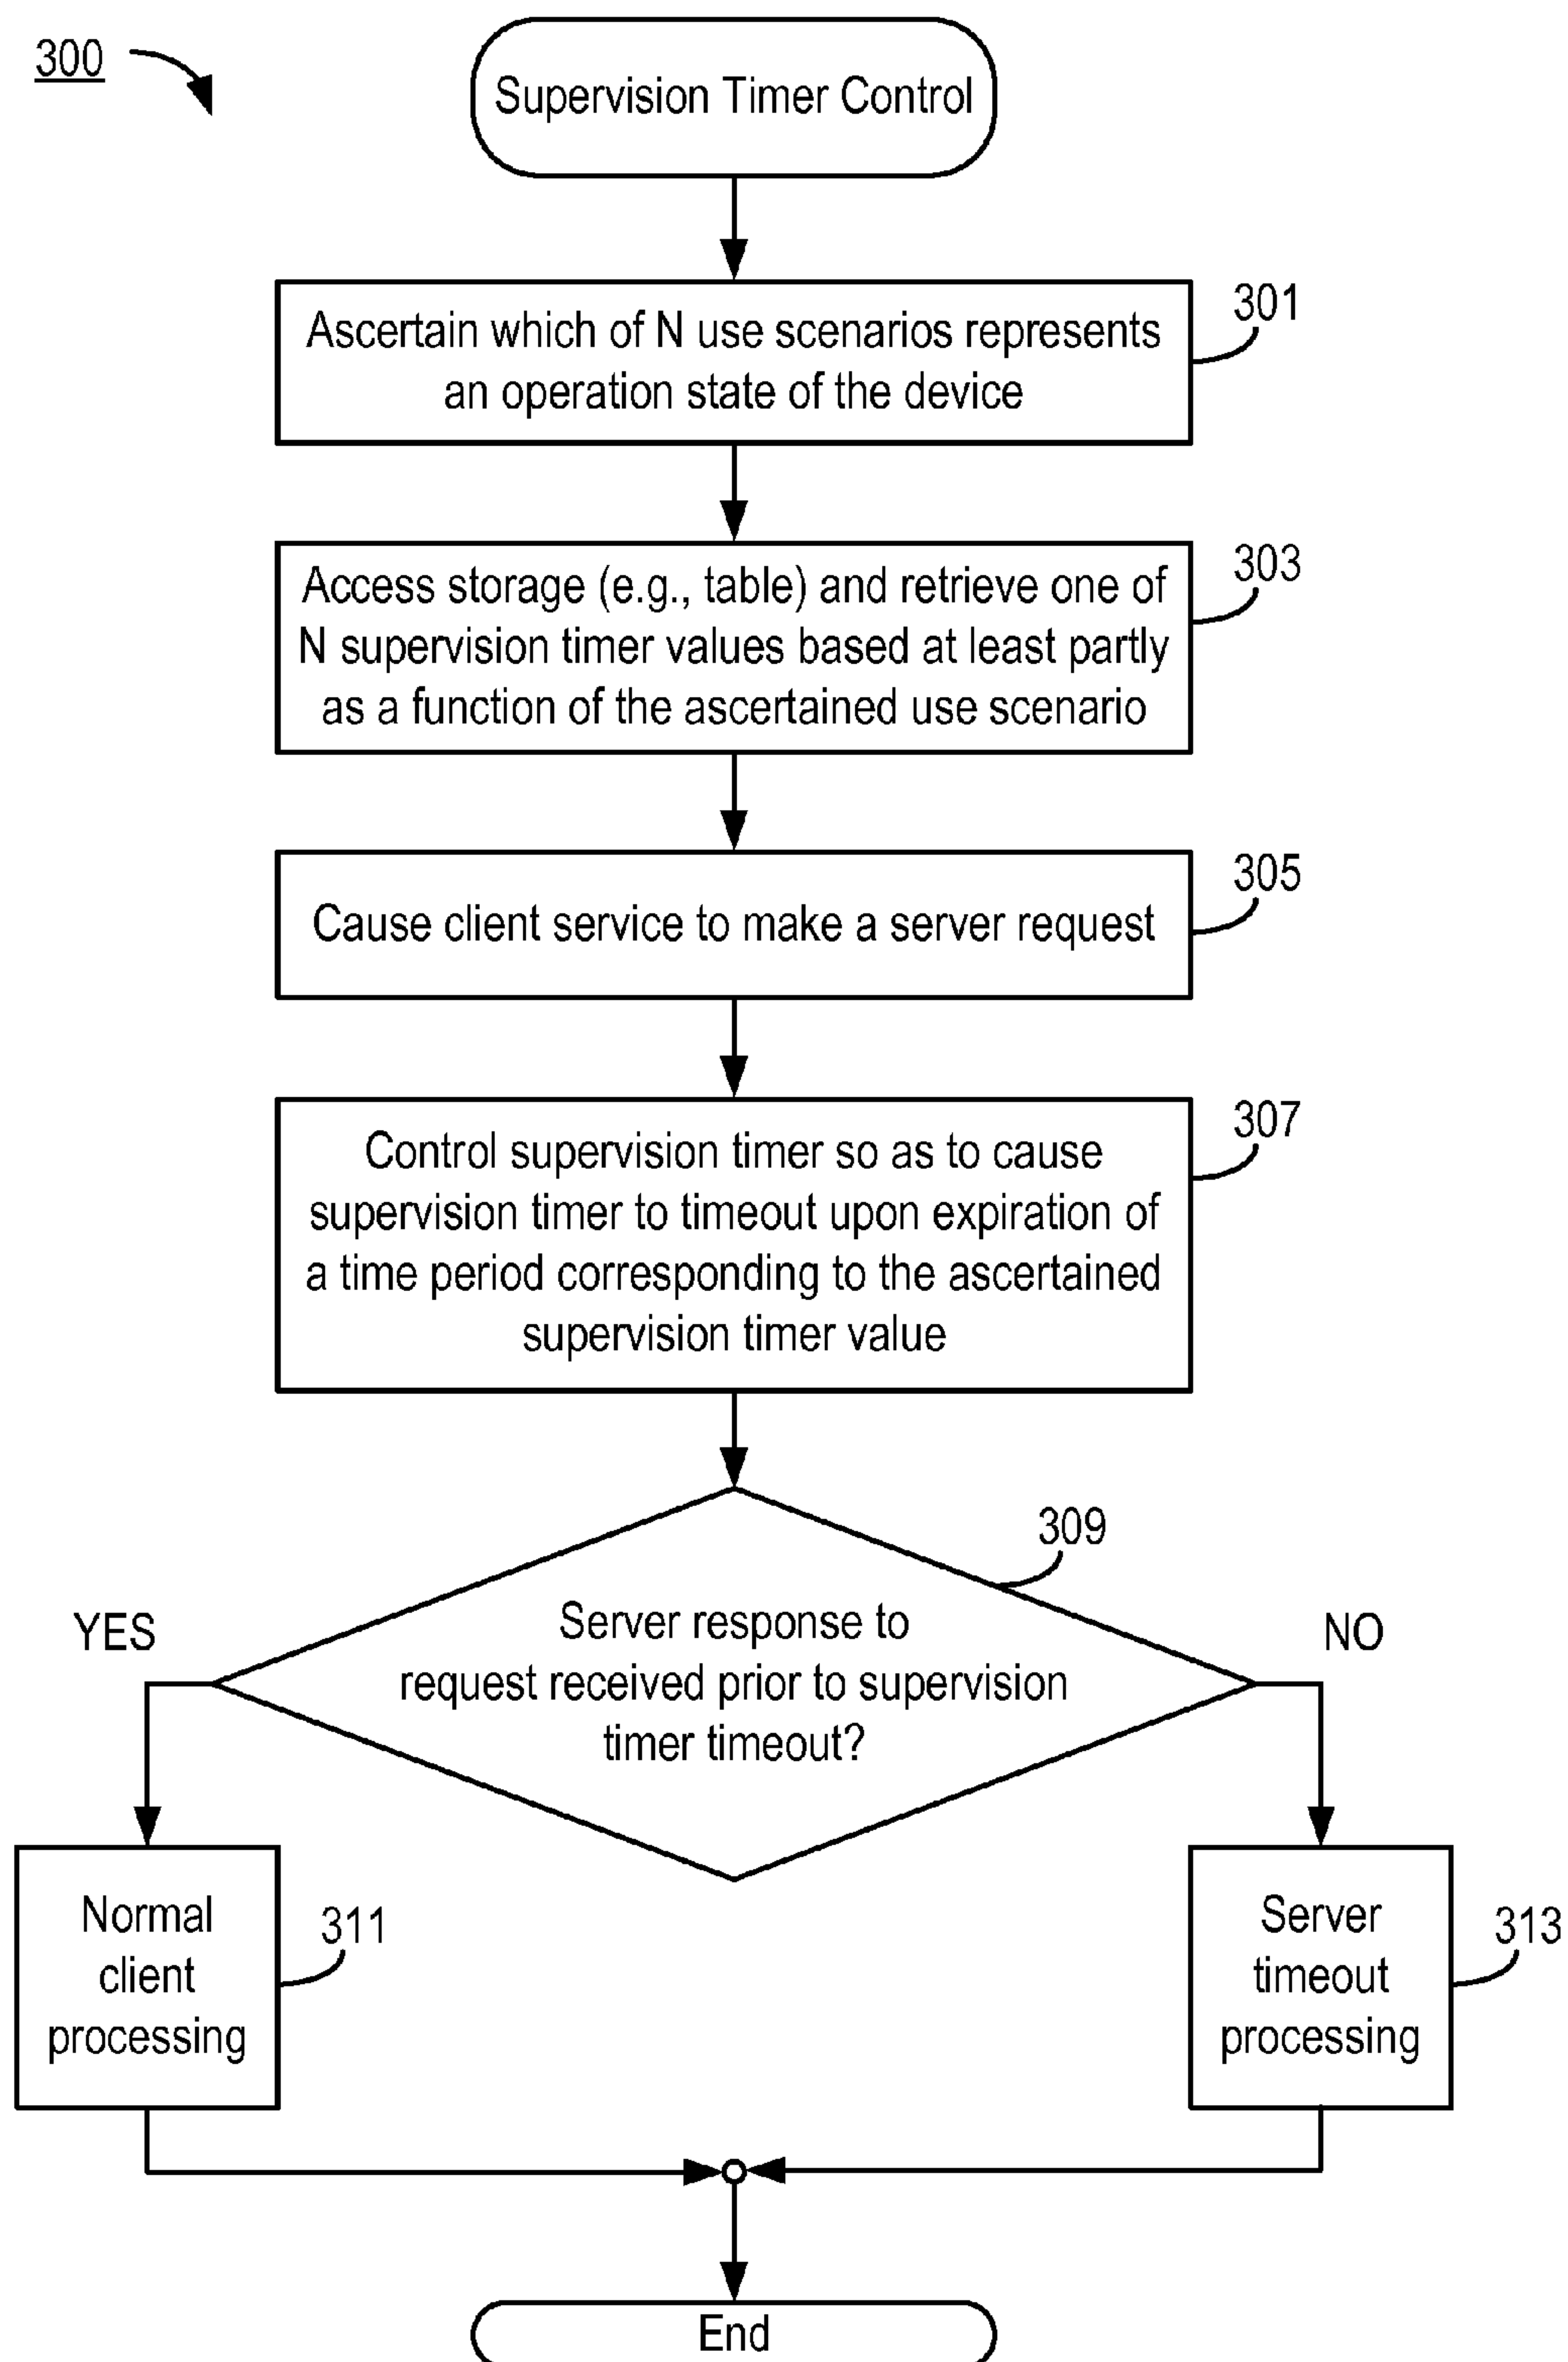 300
Supervision Timer Control
301
Ascertain which of N use scenarios represents
an operation state of the device
303
Access storage (e.g., table) and retrieve one of
N supervision timer values based at least partly
as a function of the ascertained use scenario
305
Cause client service to make a server request
307
Control supervision timer so as to cause
supervision timer to timeout upon expiration of
a time period corresponding to the ascertained
supervision timer value
309
YES
Server response to
request received prior to supervision
timer timeout?
NO
Normal
client
processing
311
Server
timeout
processing
313
End